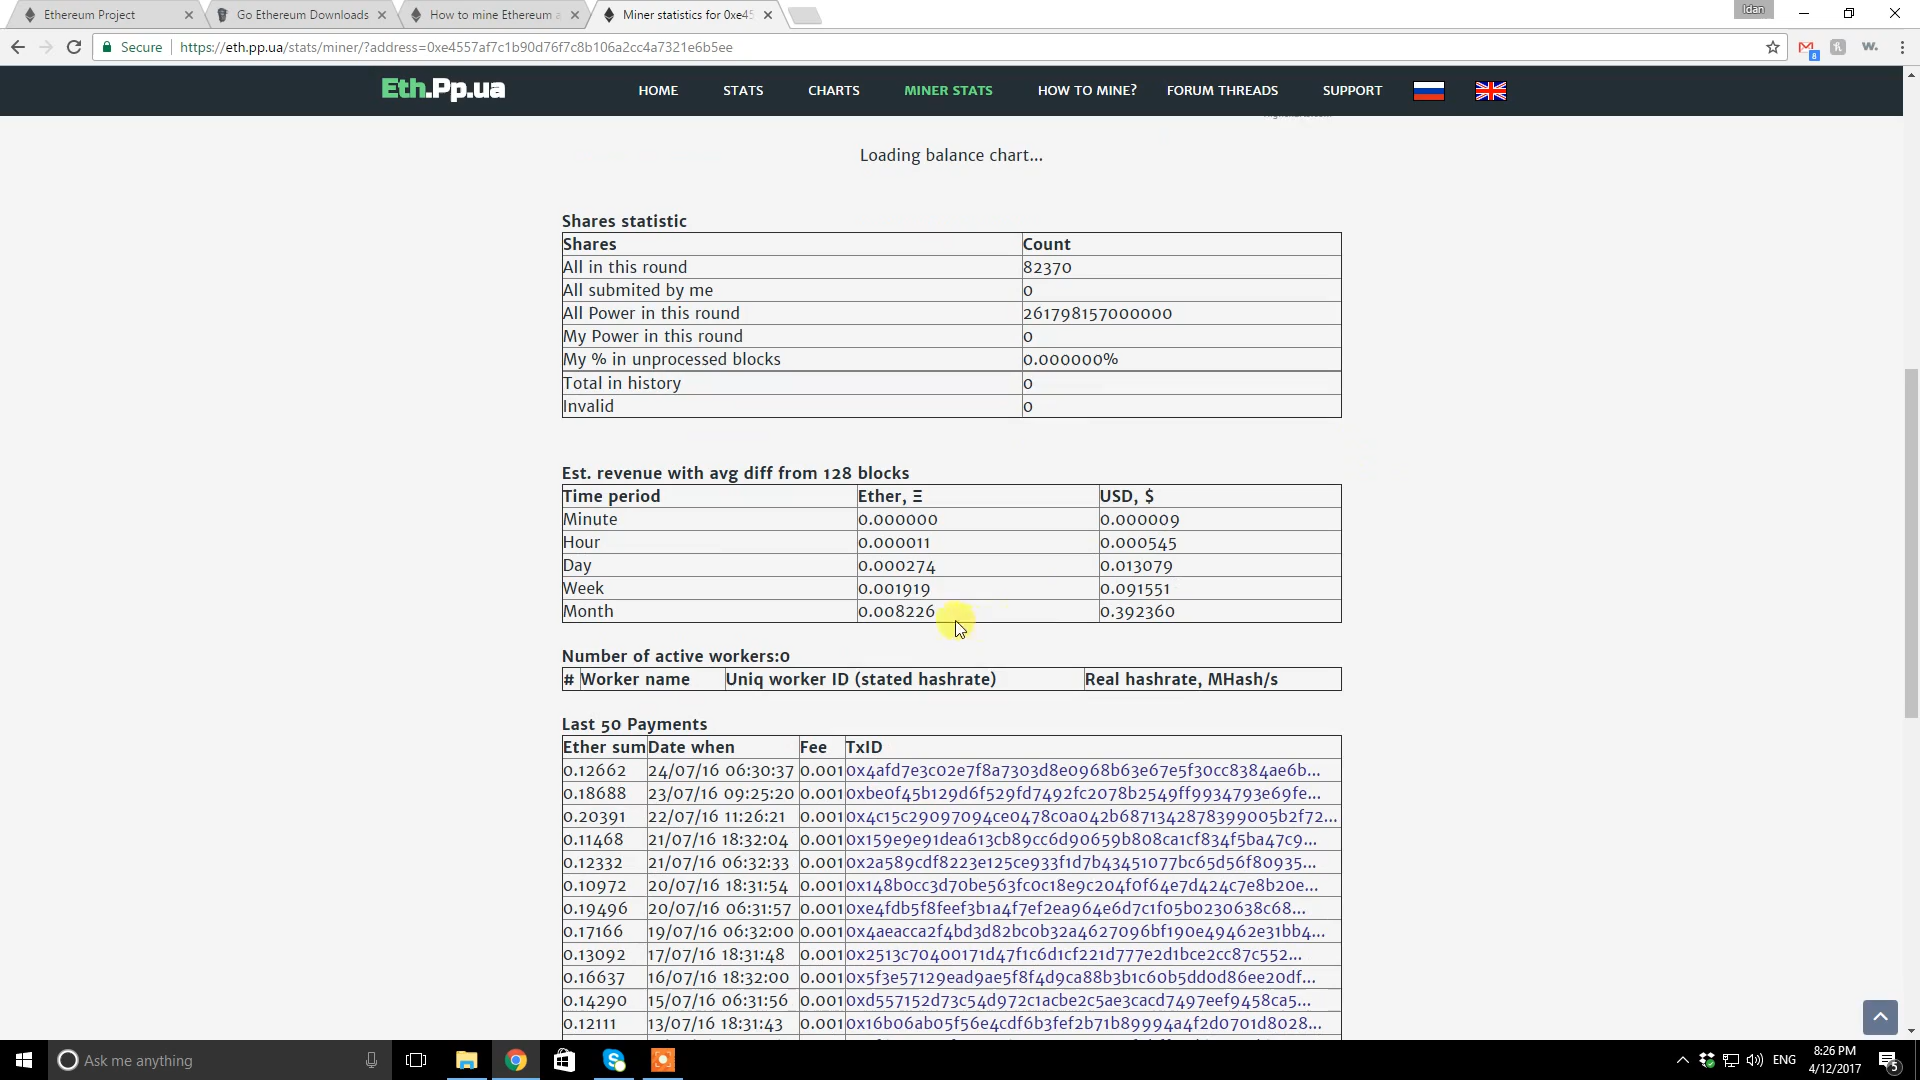 Ethereum Project
Go Ethereum Downloads
How to mine Ethereum a
Miner statistics for 0xe45
Idan
Secure
https://eth.pp.ua/stats/miner/?address=0xe4557af7c1b90d76f7c8b106a2cc4a7321e6b5ee
8
W.
Eth.Pp.ua
HOME
STATS
CHARTS
MINER STATS
HOW TO MINE?
FORUM THREADS
SUPPORT
Loading balance chart...
Shares statistic
Shares Count
All in this round 82370
All submited by me 0
All Power in this round 261798157000000
My Power in this round 0
My % in unprocessed blocks 0.000000%
Total in history 0
Invalid 0
Est. revenue with avg diff from 128 blocks
Time period Ether, Ξ USD, $
Minute 0.000000 0.000009
Hour 0.000011 0.000545
Day 0.000274 0.013079
Week 0.001919 0.091551
Month 0.008226 0.392360
Number of active workers:0
# Worker name Uniq worker ID (stated hashrate) Real hashrate, MHash/s
Last 50 Payments
Ether sum Date when Fee TxID
0.12662 24/07/16 06:30:37 0.001 0x4afd7e3c02e7f8a7303d8e0968b63e67e5f30cc8384ae6b...
0.18688 23/07/16 09:25:20 0.001 0xbe0f45b129d6f529fd7492fc2078b2549ff9934793e69fe...
0.20391 22/07/16 11:26:21 0.001 0x4c15c29097094ce0478c0a042b6871342878399005b2f72...
0.11468 21/07/16 18:32:04 0.001 0x159e9e91dea613cb89cc6d90659b808ca1cf834f5ba47c9...
0.12332 21/07/16 06:32:33 0.001 0x2a589cdf8223e125ce933f1d7b43451077bc65d56f80935...
0.10972 20/07/16 18:31:54 0.001 0x148b0cc3d70be563fc0c18e9c204f0f64e7d424c7e8b20e...
0.19496 20/07/16 06:31:57 0.001 0xe4fdb5f8feef3b1a4f7ef2ea964e6d7c1f05b0230638c68...
0.17166 19/07/16 06:32:00 0.001 0x4aeacca2f4bd3d82bc0b32a4627096bf190e49462e31bb4...
0.13092 17/07/16 18:31:48 0.001 0x2513c70400171d47f1c6d1cf221d777e2d1bce2cc87c552...
0.16637 16/07/16 18:32:00 0.001 0x5f3e57129ead9ae5f8f4d9ca88b3b1c60b5dd0d86ee20df...
0.14290 15/07/16 06:31:56 0.001 0xd557152d73c54d972c1acbe2c5ae3cacd7497eef9458ca5...
0.12111 13/07/16 18:31:43 0.001 0x16b06ab05f56e4cdf6b3fef2b71b89994a4f2d0701d8028...
Ask me anything
ENG
8:26 PM
4/12/2017
5